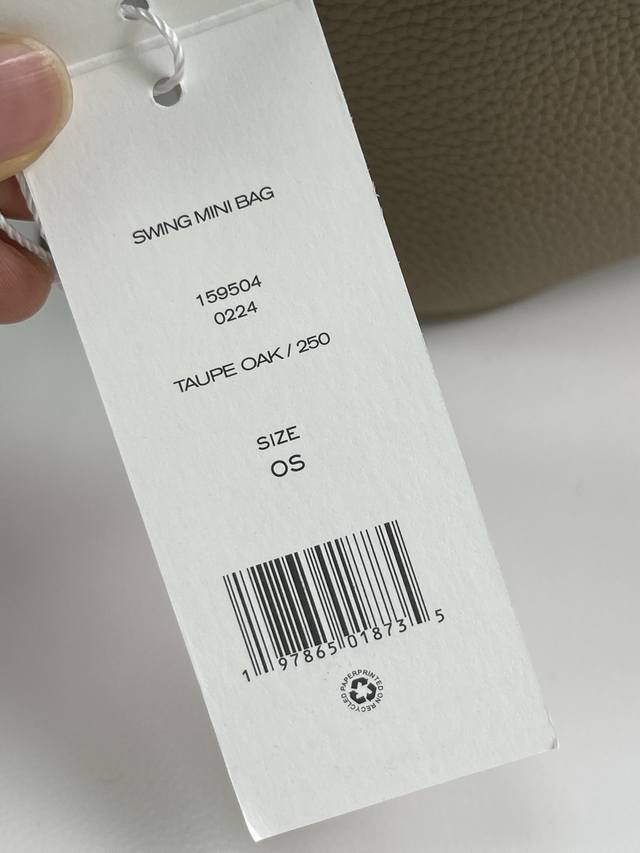 SWING MINI BAG
159504
0224
TAUPE OAK / 250
SIZE
OS
1 97865 01873 5
PRINTED ON RECYCLED PAPER